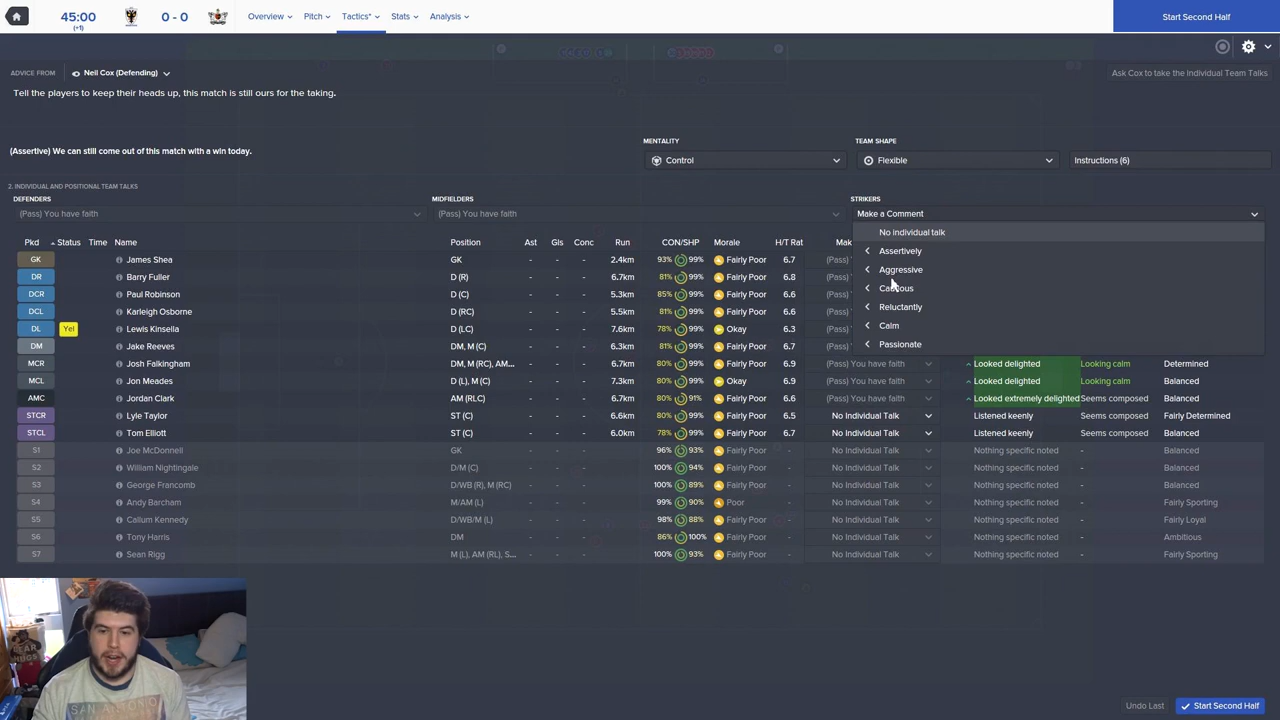 45:00
(+1)
0 - 0
Overview
Pitch
Tactics*
Stats
Analysis
Start Second Half
ADVICE FROM
Neil Cox (Defending)
Ask Cox to take the Individual Team Talks
Tell the players to keep their heads up, this match is still ours for the taking.
(Assertive) We can still come out of this match with a win today.
MENTALITY
Control
TEAM SHAPE
Flexible
Instructions (6)
2. INDIVIDUAL AND POSITIONAL TEAM TALKS
DEFENDERS
(Pass) You have faith
MIDFIELDERS
(Pass) You have faith
STRIKERS
Make a Comment
No individual talk
Assertively
Aggressive
Cautious
Reluctantly
Calm
Passionate
Pkd Status Time Name Position Ast Gls Conc Run CON/SHP Morale H/T Rat Mak
GK James Shea GK - - - 2.4km 93% 99% Fairly Poor 6.7 (Pass)
DR Barry Fuller D (R) - - - 6.7km 81% 99% Fairly Poor 6.8 (Pass)
DCR Paul Robinson D (C) - - - 5.3km 85% 99% Fairly Poor 6.6 (Pass)
DCL Karleigh Osborne D (RC) - - - 5.5km 81% 99% Fairly Poor 6.6 (Pass)
DL Yel Lewis Kinsella D (LC) - - - 7.6km 78% 99% Okay 6.3 (Pass)
DM Jake Reeves DM, M (C) - - - 6.3km 81% 99% Fairly Poor 6.7 (Pass)
MCR Josh Falkingham DM, M (RC), AM... - - - 6.7km 80% 99% Fairly Poor 6.9 (Pass) You have faith Looked delighted Looking calm Determined
MCL Jon Meades D (L), M (C) - - - 7.3km 80% 99% Okay 6.9 (Pass) You have faith Looked delighted Looking calm Balanced
AMC Jordan Clark AM (RLC) - - - 6.7km 80% 91% Fairly Poor 6.6 (Pass) You have faith Looked extremely delighted Seems composed Balanced
STCR Lyle Taylor ST (C) - - - 6.6km 80% 99% Fairly Poor 6.5 No Individual Talk Listened keenly Seems composed Fairly Determined
STCL Tom Elliott ST (C) - - - 6.0km 78% 99% Fairly Poor 6.7 No Individual Talk Listened keenly Seems composed Balanced
S1 Joe McDonnell GK - - - 96% 93% Fairly Poor - No Individual Talk Nothing specific noted - Balanced
S2 William Nightingale D/M (C) - - - 100% 94% Fairly Poor - No Individual Talk Nothing specific noted - Balanced
S3 George Francomb D/WB (R), M (RC) - - - 100% 89% Fairly Poor - No Individual Talk Nothing specific noted - Balanced
S4 Andy Barcham M/AM (L) - - - 99% 90% Poor - No Individual Talk Nothing specific noted - Fairly Sporting
S5 Callum Kennedy D/WB/M (L) - - - 98% 88% Fairly Poor - No Individual Talk Nothing specific noted - Fairly Loyal
S6 Tony Harris DM - - - 86% 100% Fairly Poor - No Individual Talk Nothing specific noted - Ambitious
S7 Sean Rigg M (L), AM (RL), S... - - - 100% 93% Fairly Poor - No Individual Talk Nothing specific noted - Fairly Sporting
Undo Last
Start Second Half